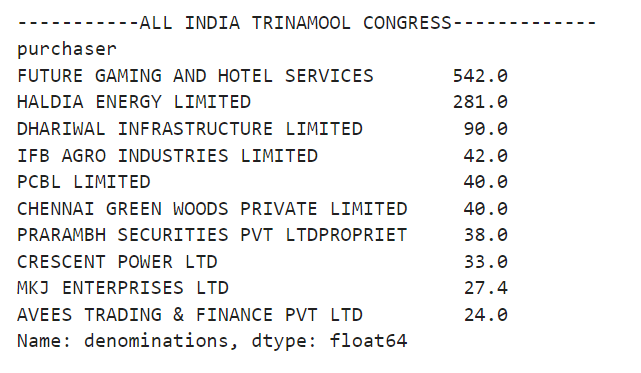 -----------ALL INDIA TRINAMOOL CONGRESS-------------
purchaser
FUTURE GAMING AND HOTEL SERVICES       542.0
HALDIA ENERGY LIMITED                  281.0
DHARIWAL INFRASTRUCTURE LIMITED         90.0
IFB AGRO INDUSTRIES LIMITED             42.0
PCBL LIMITED                            40.0
CHENNAI GREEN WOODS PRIVATE LIMITED     40.0
PRARAMBH SECURITIES PVT LTDPROPRIET     38.0
CRESCENT POWER LTD                      33.0
MKJ ENTERPRISES LTD                     27.4
AVEES TRADING & FINANCE PVT LTD         24.0
Name: denominations, dtype: float64